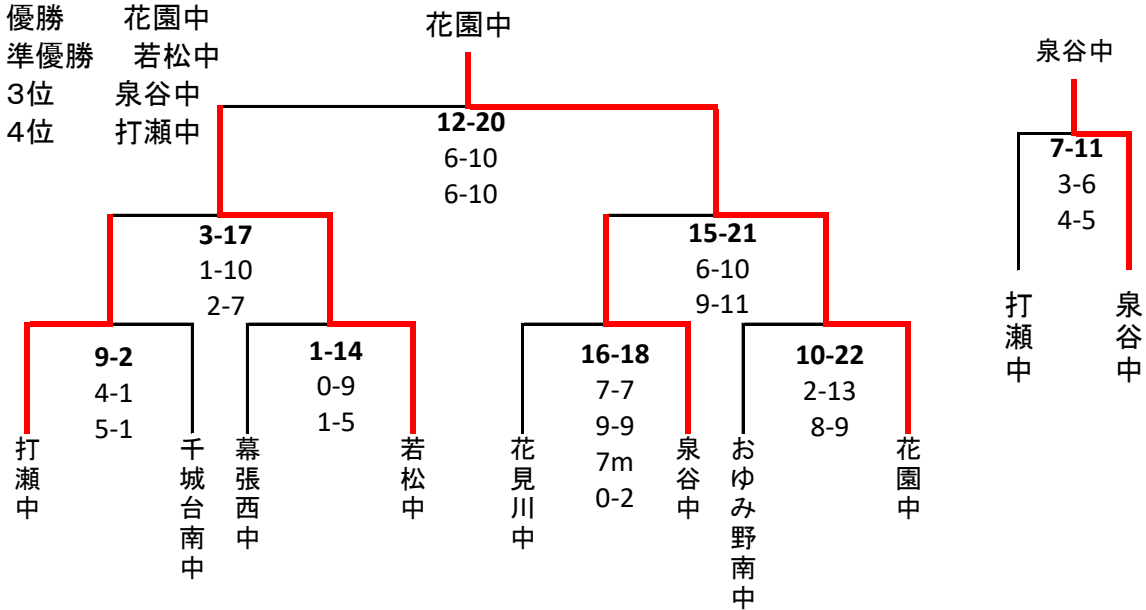 優勝 花園中
準優勝 若松中
3位 泉谷中
4位 打瀬中
花園中
12-20
6-10
6-10
3-17
1-10
2-7
15-21
6-10
9-11
9-2
4-1
5-1
1-14
0-9
1-5
16-18
7-7
9-9
7m
0-2
10-22
2-13
8-9
打瀬中
千城台南中
幕張西中
若松中
花見川中
泉谷中
おゆみ野南中
花園中
泉谷中
7-11
3-6
4-5
打瀬中
泉谷中